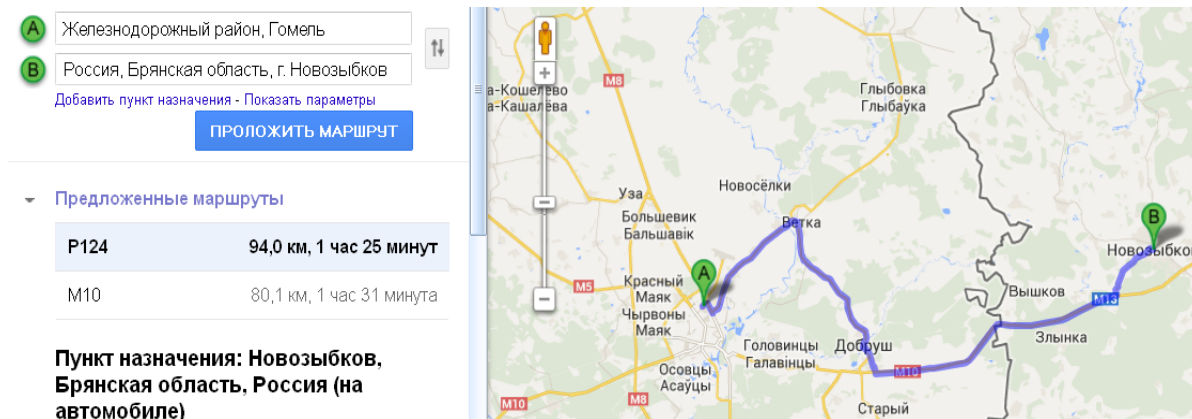 A
Железнодорожный район, Гомель
B
Россия, Брянская область, г. Новозыбков
Добавить пункт назначения - Показать параметры
ПРОЛОЖИТЬ МАРШРУТ
Предложенные маршруты
Р124 94,0 км, 1 час 25 минут
М10 80,1 км, 1 час 31 минута
Пункт назначения: Новозыбков,
Брянская область, Россия (на
автомобиле)
M8
а-Кошелёво
а-Кашалёва
Глыбовка
Глыбаўка
Уза
Новосёлки
Большевик
Бальшавік
Ветка
B
Новозыбко
A
M5
Красный
Маяк
Чырвоны
Маяк
Вышков
M13
Злынка
Головинцы
Галавінцы
Добруш
Осовцы
Асаўцы
M10
M8
M10
Старый